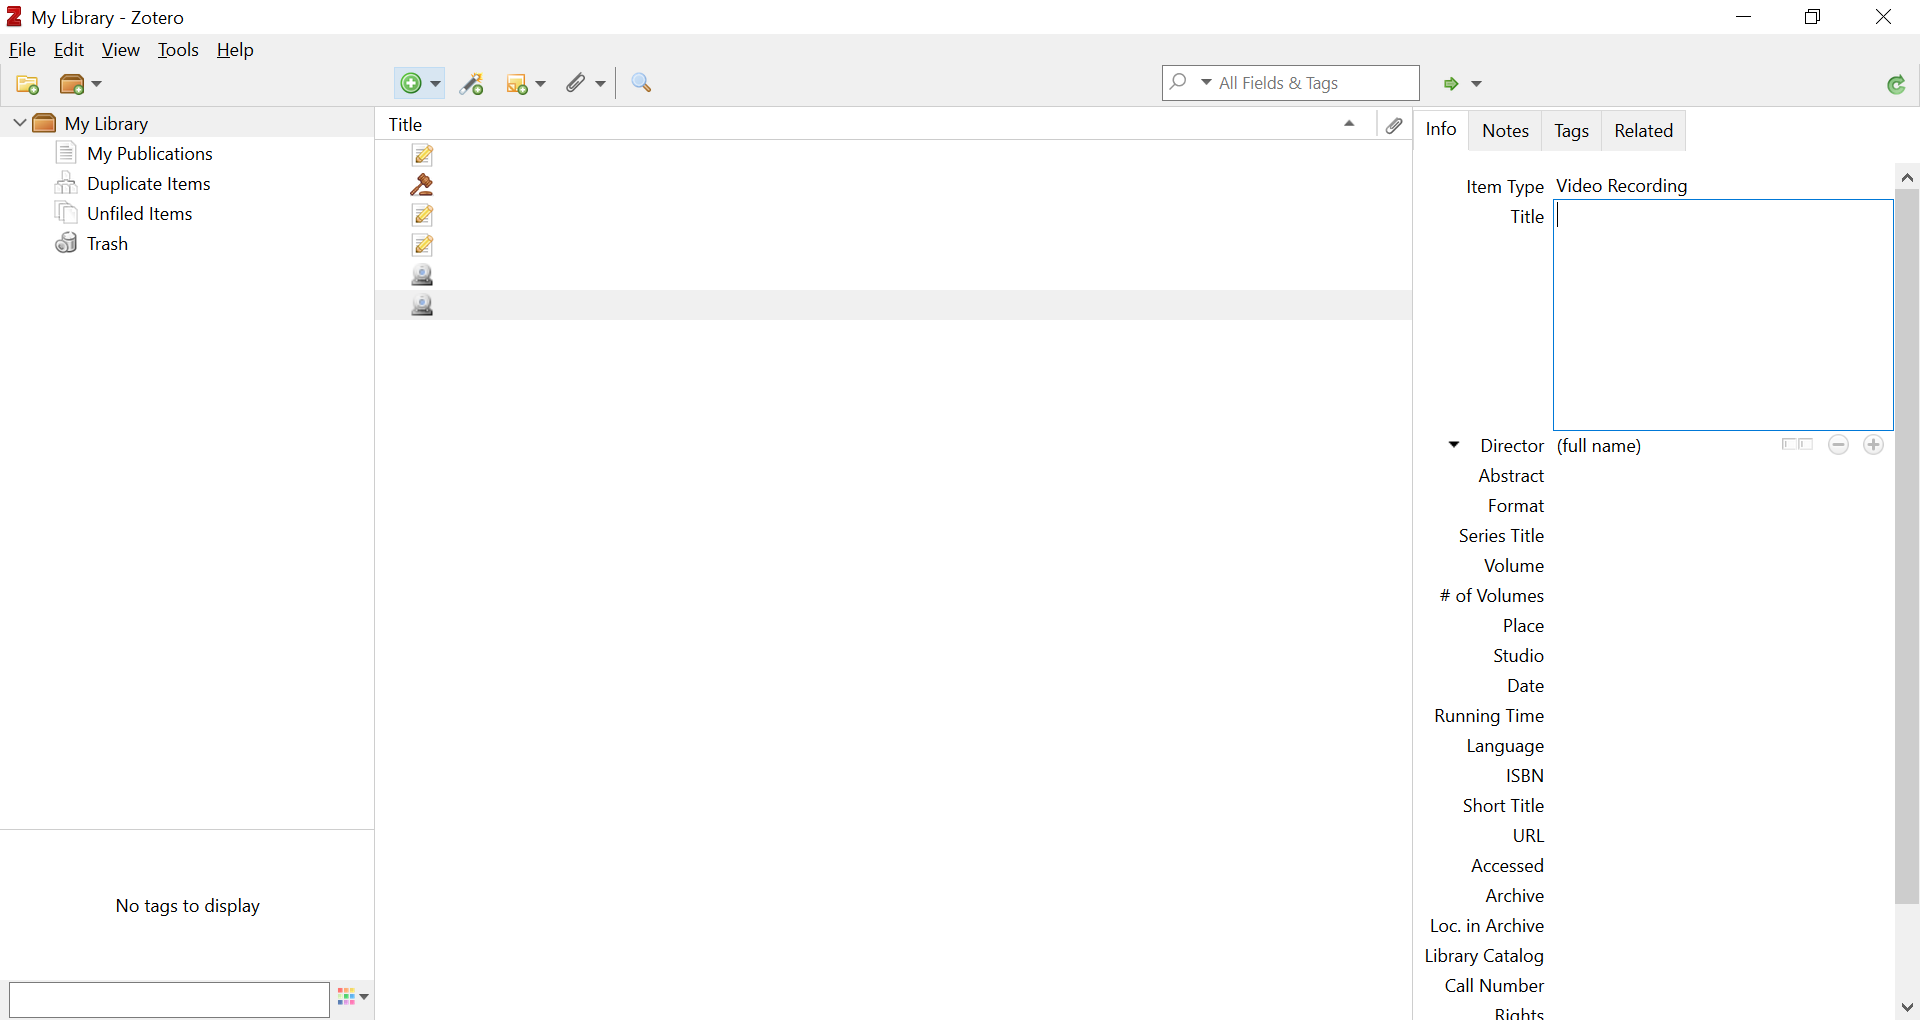 My Library - Zotero
File Edit View Tools Help
All Fields & Tags
My Library
My Publications
Duplicate Items
Unfiled Items
Trash
No tags to display
Title
Info Notes Tags Related
Item Type Video Recording
Title
Director (full name)
Abstract
Format
Series Title
Volume
# of Volumes
Place
Studio
Date
Running Time
Language
ISBN
Short Title
URL
Accessed
Archive
Loc. in Archive
Library Catalog
Call Number
Rights